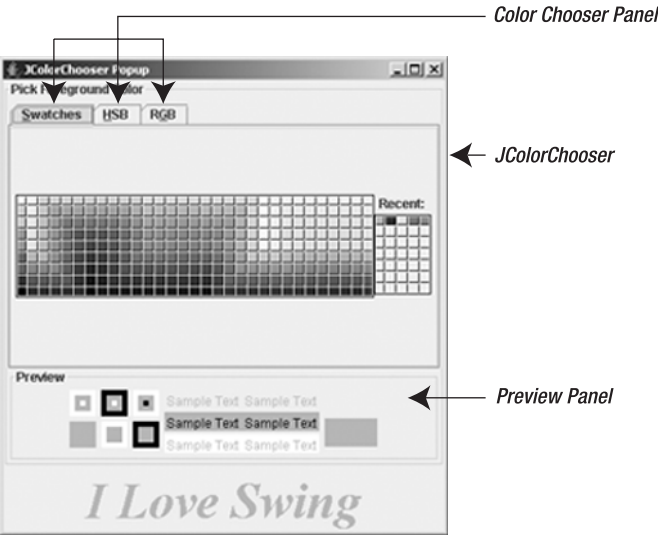 Color Chooser Panel
JColorChooser Popup
Pick Foreground Color
Swatches HSB RGB
JColorChooser
Recent:
Preview
Preview Panel
Sample Text Sample Text
Sample Text Sample Text
Sample Text Sample Text
I Love Swing